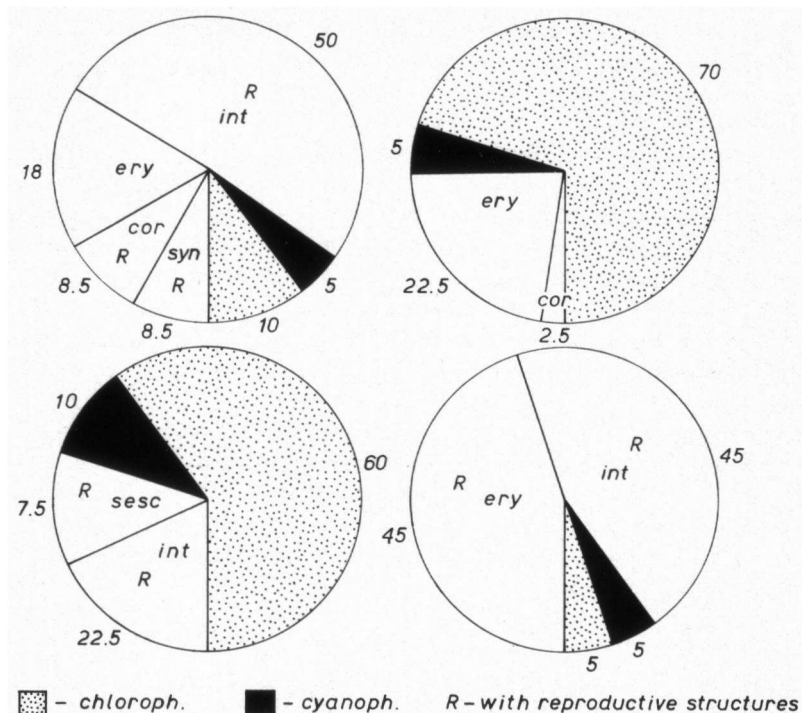 50
R
int
18
ery
cor
R
syn
R
8.5
8.5
10
5
70
5
ery
22.5
cor
2.5
10
60
7.5
R sesc
int
R
22.5
R
int
45
R ery
45
5
5
- chloroph. - cyanoph. R - with reproductive structures